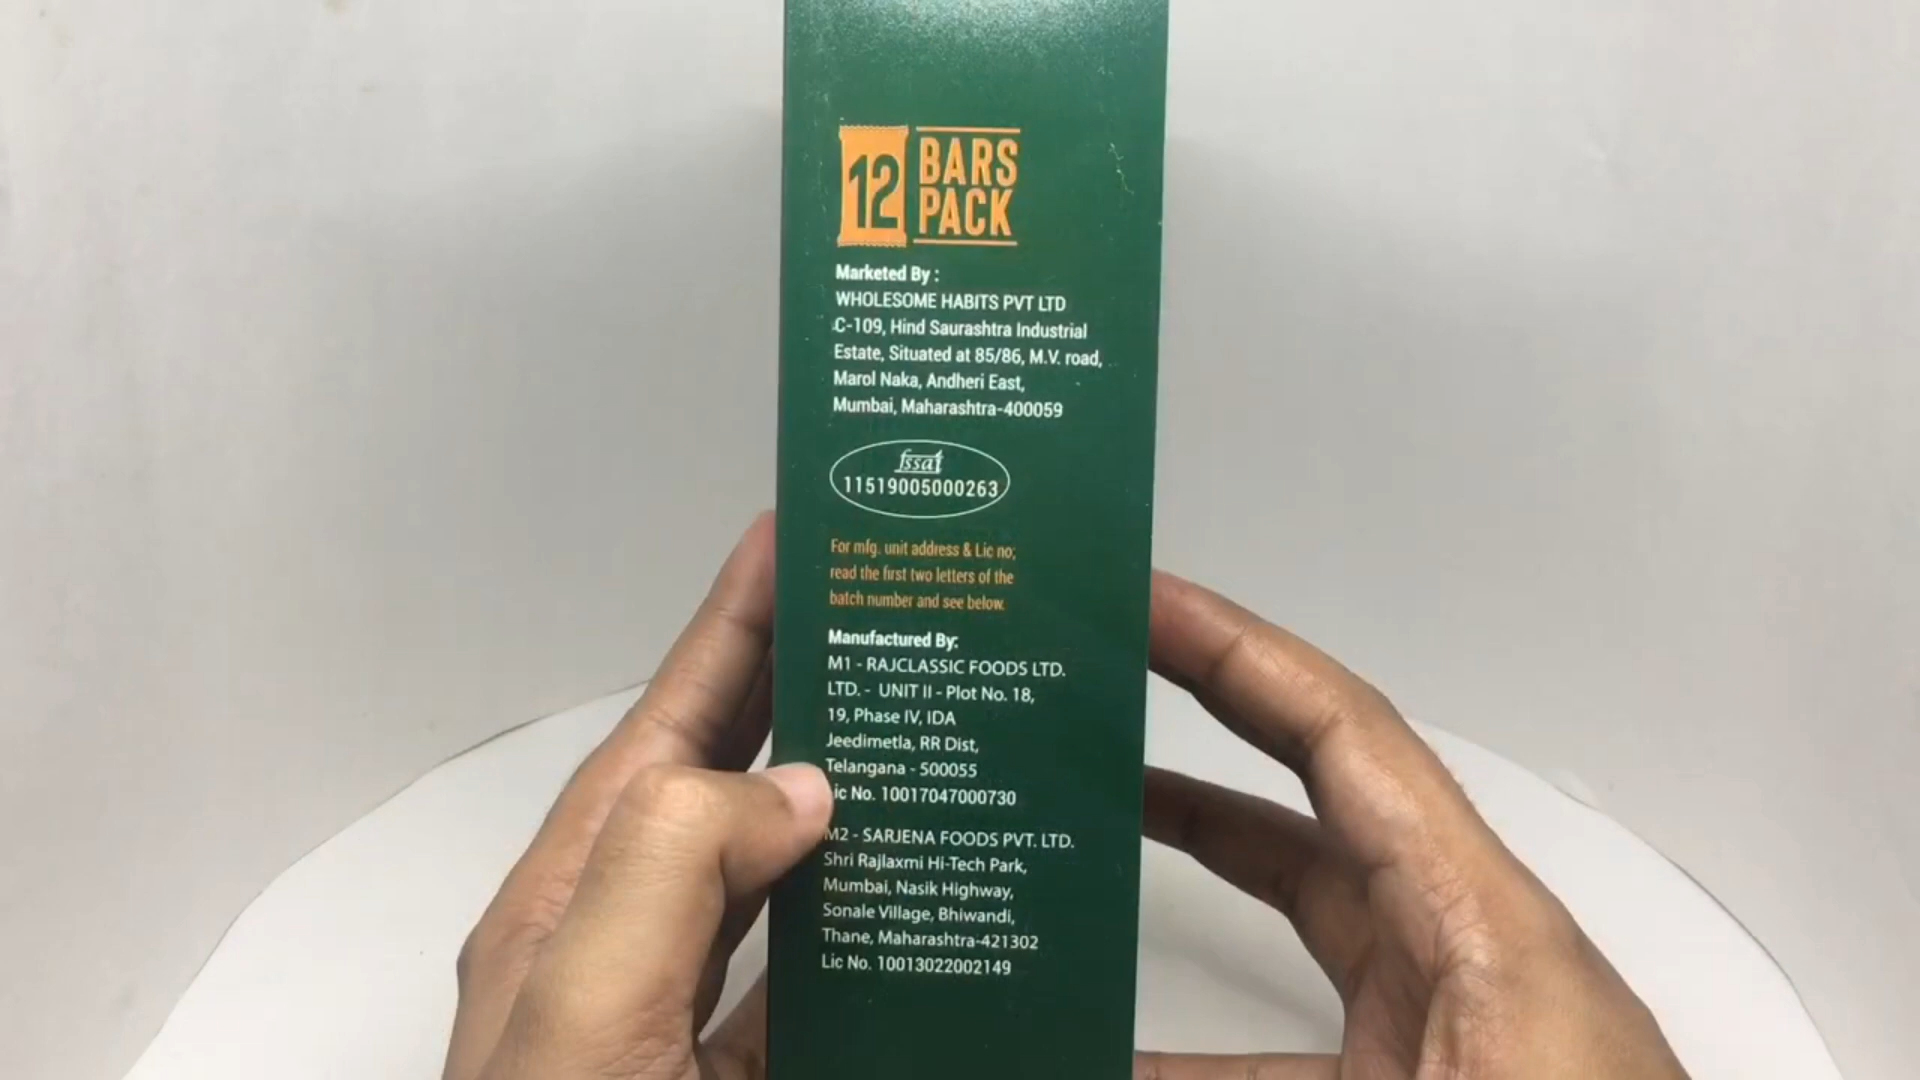 12 BARS
PACK
Marketed By :
WHOLESOME HABITS PVT LTD
C-109, Hind Saurashtra Industrial
Estate, Situated at 85/86, M.V. road,
Marol Naka, Andheri East,
Mumbai, Maharashtra-400059
fssai
11519005000263
For mfg. unit address & Lic no;
read the first two letters of the
batch number and see below.
Manufactured By:
M1 - RAJCLASSIC FOODS LTD.
LTD. - UNIT II - Plot No. 18,
19, Phase IV, IDA
Jeedimetla, RR Dist,
Telangana - 500055
ic No. 10017047000730
M2 - SARJENA FOODS PVT. LTD.
Shri Rajlaxmi Hi-Tech Park,
Mumbai, Nasik Highway,
Sonale Village, Bhiwandi,
Thane, Maharashtra-421302
Lic No. 10013022002149